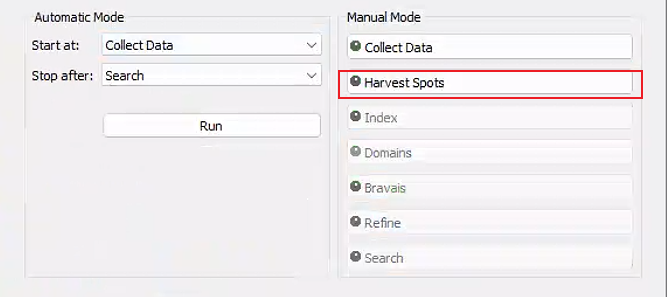 Automatic Mode
Start at:
Collect Data
Stop after:
Search
Run
Manual Mode
Collect Data
Harvest Spots
Index
Domains
Bravais
Refine
Search